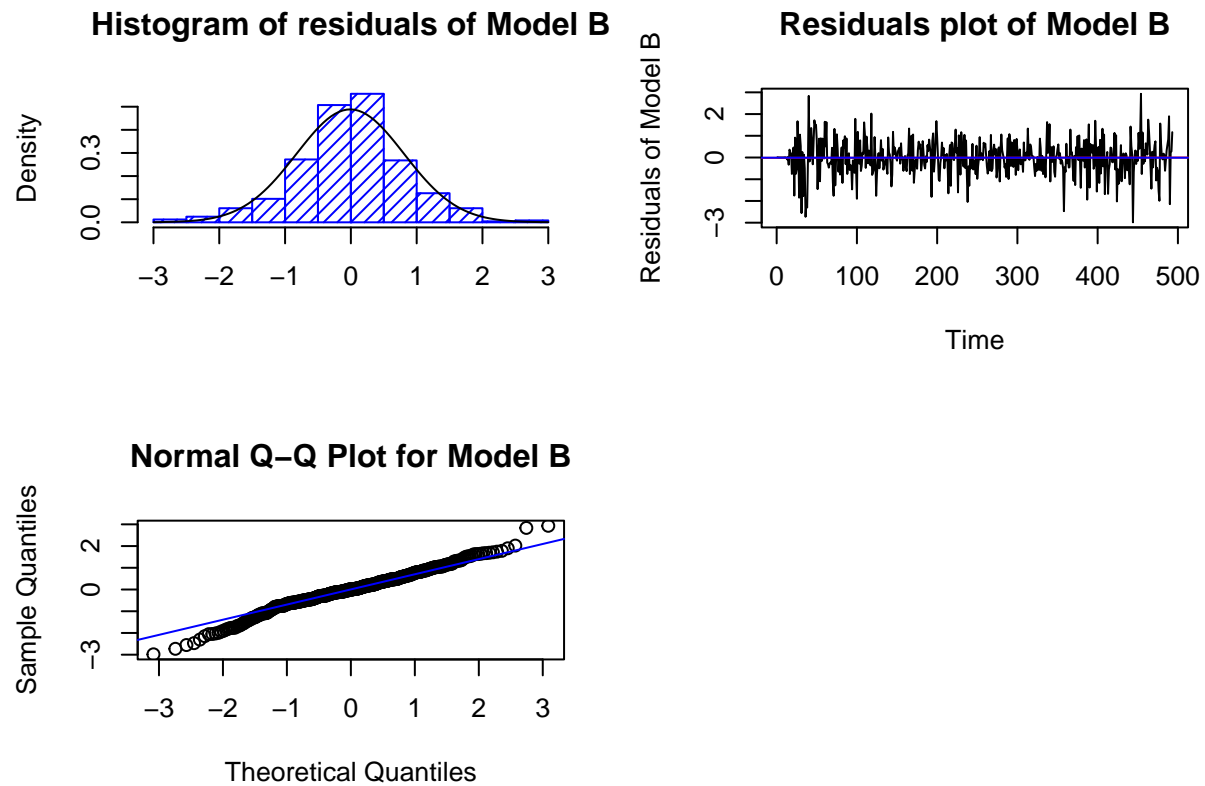 Histogram of residuals of Model B
Density
0.0 0.3
−3 −2 −1 0 1 2 3
Residuals plot of Model B
Residuals of Model B
−3 0 2
0 100 200 300 400 500
Time
Normal Q−Q Plot for Model B
Sample Quantiles
−3 0 2
−3 −2 −1 0 1 2 3
Theoretical Quantiles